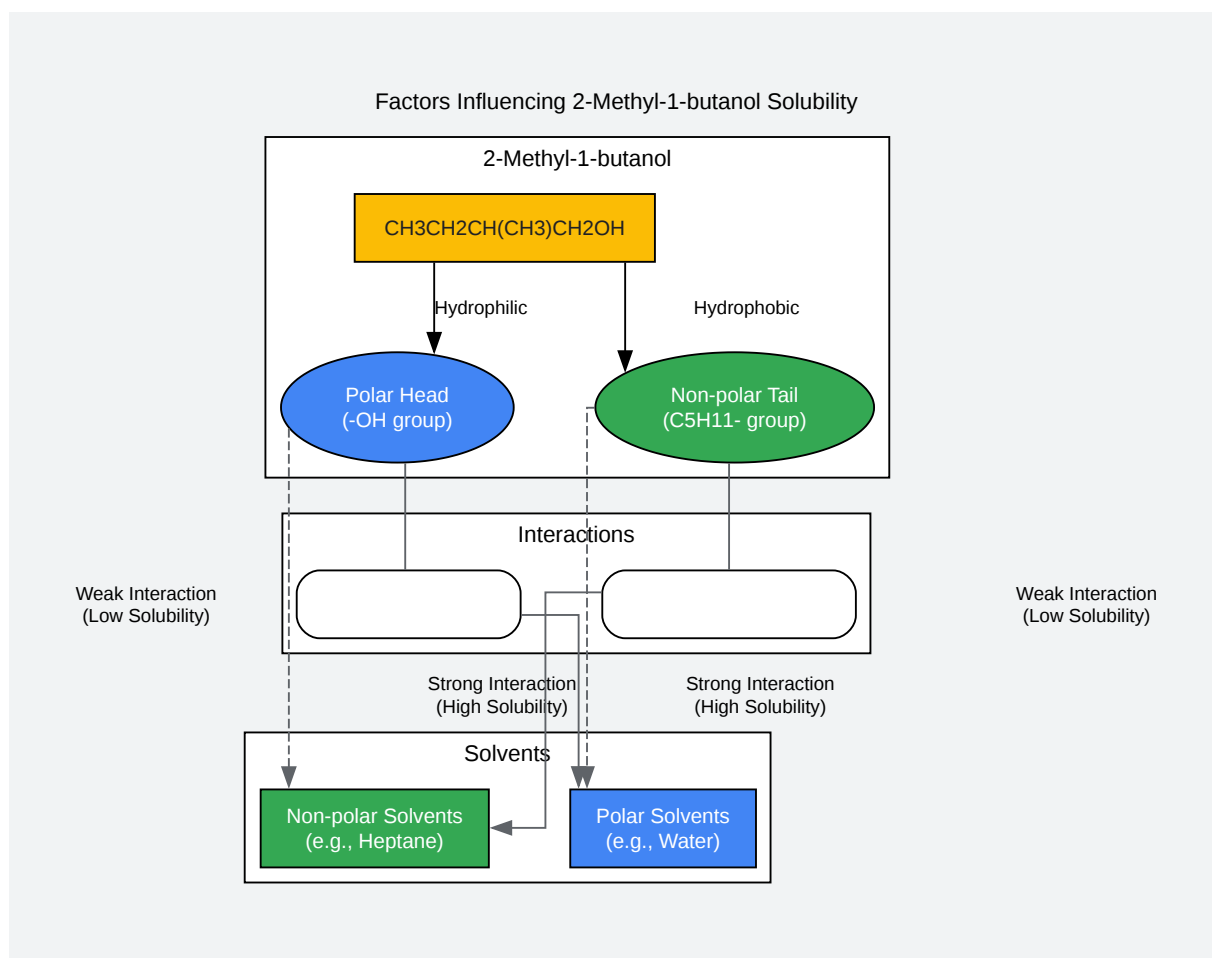 Factors Influencing 2-Methyl-1-butanol Solubility
2-Methyl-1-butanol
CH3CH2CH(CH3)CH2OH
Hydrophilic
Hydrophobic
Polar Head
(-OH group)
Non-polar Tail
(C5H11- group)
Interactions
Weak Interaction
(Low Solubility)
Weak Interaction
(Low Solubility)
Strong Interaction
(High Solubility)
Strong Interaction
(High Solubility)
Solvents
Non-polar Solvents
(e.g., Heptane)
Polar Solvents
(e.g., Water)